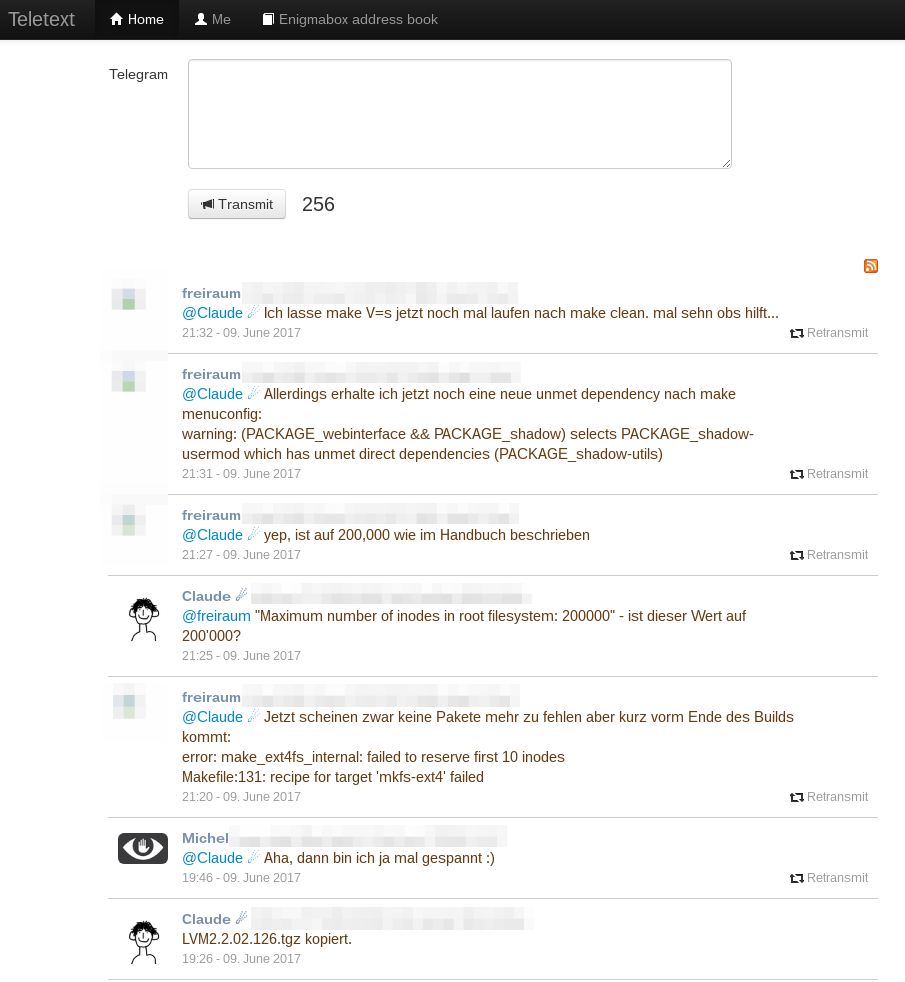 Teletext Home Me Enigmabox address book
Telegram
Transmit 256
freiraum
@Claude ☄ Ich lasse make V=s jetzt noch mal laufen nach make clean. mal sehn obs hilft...
21:32 - 09. June 2017 Retransmit
freiraum
@Claude ☄ Allerdings erhalte ich jetzt noch eine neue unmet dependency nach make
menuconfig:
warning: (PACKAGE_webinterface && PACKAGE_shadow) selects PACKAGE_shadow-
usermod which has unmet direct dependencies (PACKAGE_shadow-utils)
21:31 - 09. June 2017 Retransmit
freiraum
@Claude ☄ yep, ist auf 200,000 wie im Handbuch beschrieben
21:27 - 09. June 2017 Retransmit
Claude ☄
@freiraum "Maximum number of inodes in root filesystem: 200000" - ist dieser Wert auf
200'000?
21:25 - 09. June 2017
freiraum
@Claude ☄ Jetzt scheinen zwar keine Pakete mehr zu fehlen aber kurz vorm Ende des Builds
kommt:
error: make_ext4fs_internal: failed to reserve first 10 inodes
Makefile:131: recipe for target 'mkfs-ext4' failed
21:20 - 09. June 2017 Retransmit
Michel
@Claude ☄ Aha, dann bin ich ja mal gespannt :)
19:46 - 09. June 2017 Retransmit
Claude ☄
LVM2.2.02.126.tgz kopiert.
19:26 - 09. June 2017